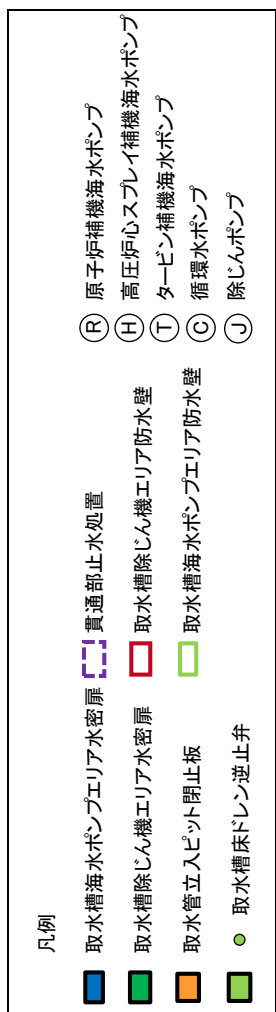 凡例
取水槽海水ポンプエリア水密扉
取水槽除じん機エリア水密扉
取水管立入ピット閉止板
取水槽床ドレン逆止弁
貫通部止水処置
取水槽除じん機エリア防水壁
取水槽海水ポンプエリア防水壁
R 原子炉補機海水ポンプ
H 高圧炉心スプレイ補機海水ポンプ
T タービン補機海水ポンプ
C 循環水ポンプ
J 除じんポンプ